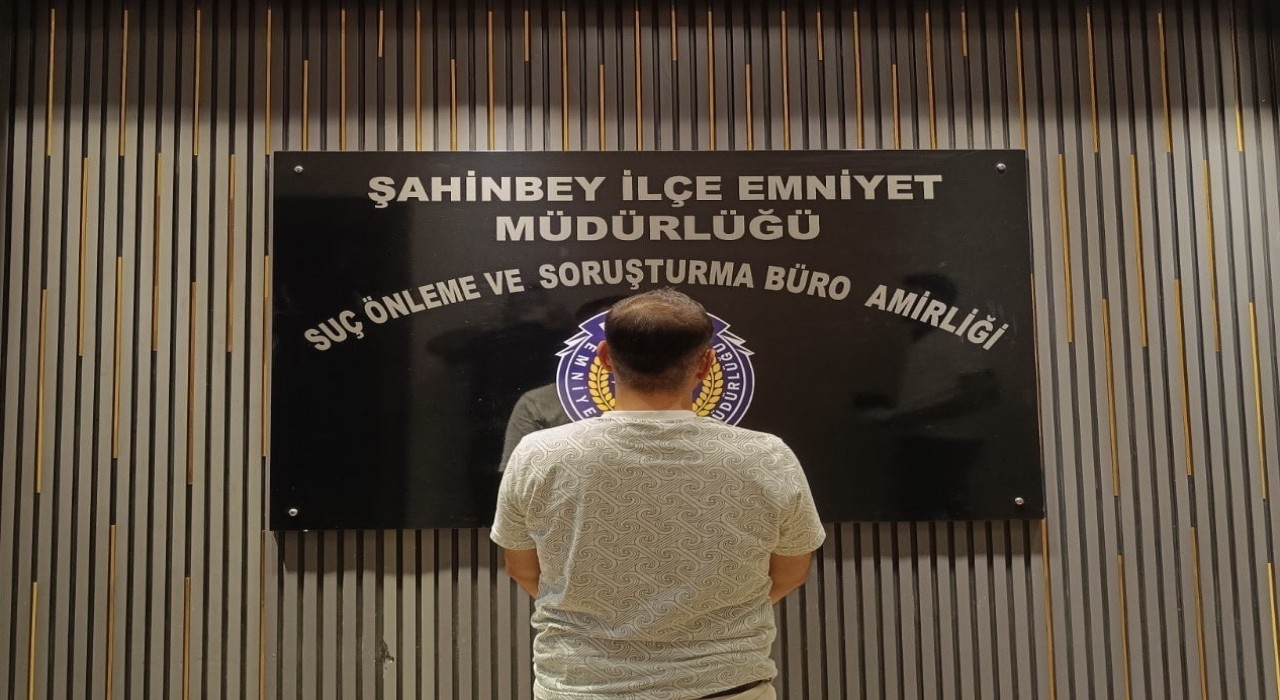 ŞAHİNBEY İLÇE EMNİYET
MÜDÜRLÜĞÜ
SUÇ ÖNLEME VE SORUŞTURMA BÜRO AMİRLİĞİ